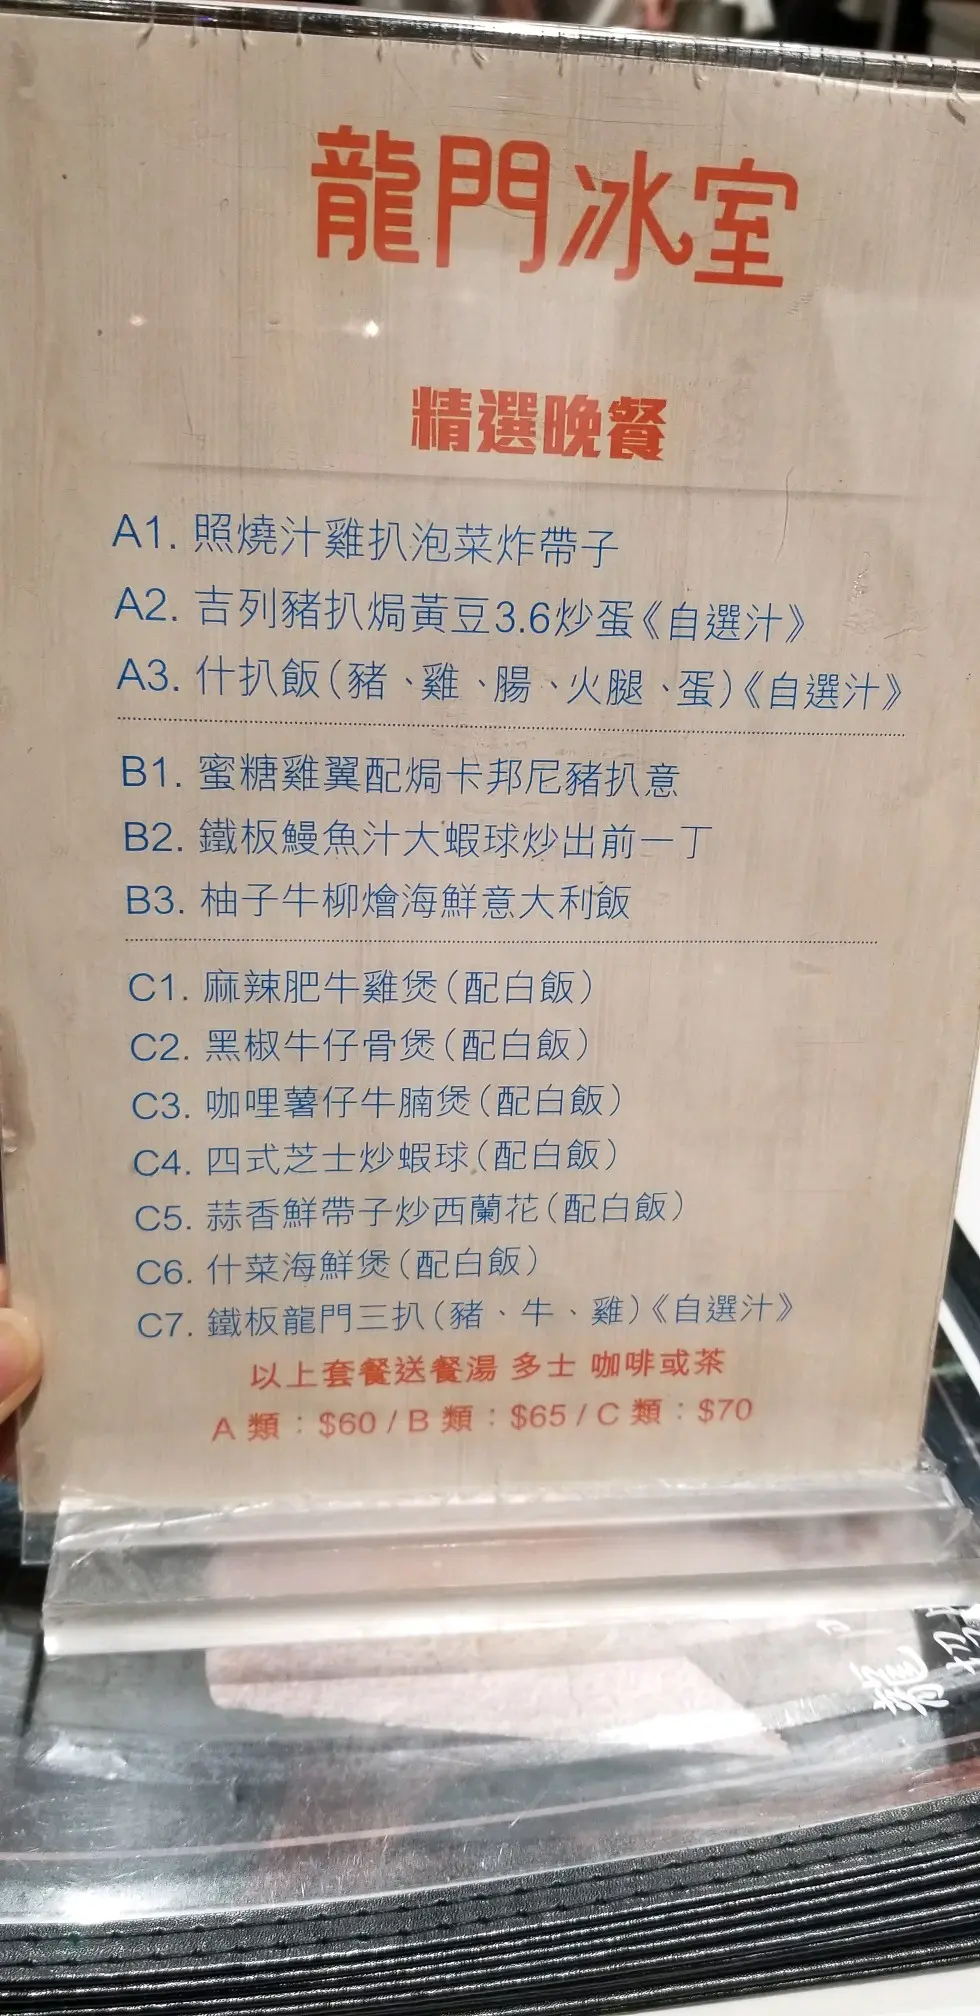 龍門冰室
精選晚餐
A1. 照燒汁雞扒泡菜炸帶子
A2. 吉列豬扒焗黃豆3.6炒蛋《自選汁》
A3. 什扒飯(豬、雞、腸、火腿、蛋)《自選汁》
B1. 蜜糖雞翼配焗卡邦尼豬扒意
B2. 鐵板鰻魚汁大蝦球炒出前一丁
B3. 柚子牛柳燴海鮮意大利飯
C1. 麻辣肥牛雞煲(配白飯)
C2. 黑椒牛仔骨煲(配白飯)
C3. 咖哩薯仔牛腩煲(配白飯)
C4. 四式芝士炒蝦球(配白飯)
C5. 蒜香鮮帶子炒西蘭花(配白飯)
C6. 什菜海鮮煲(配白飯)
C7. 鐵板龍門三扒(豬、牛、雞)《自選汁》
以上套餐送餐湯 多士 咖啡或茶
A 類：$60 / B 類：$65 / C 類：$70